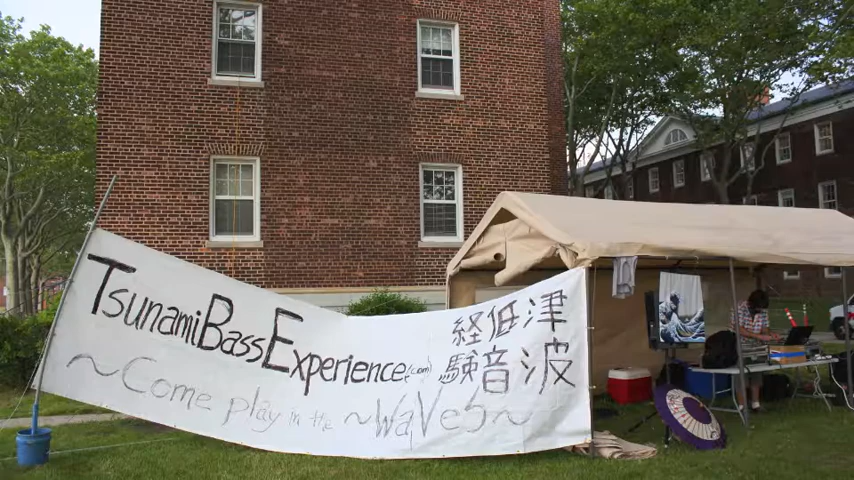 TsunamiBassExperience(.com)
~Come play in the ~Waves~
経低津
験音波